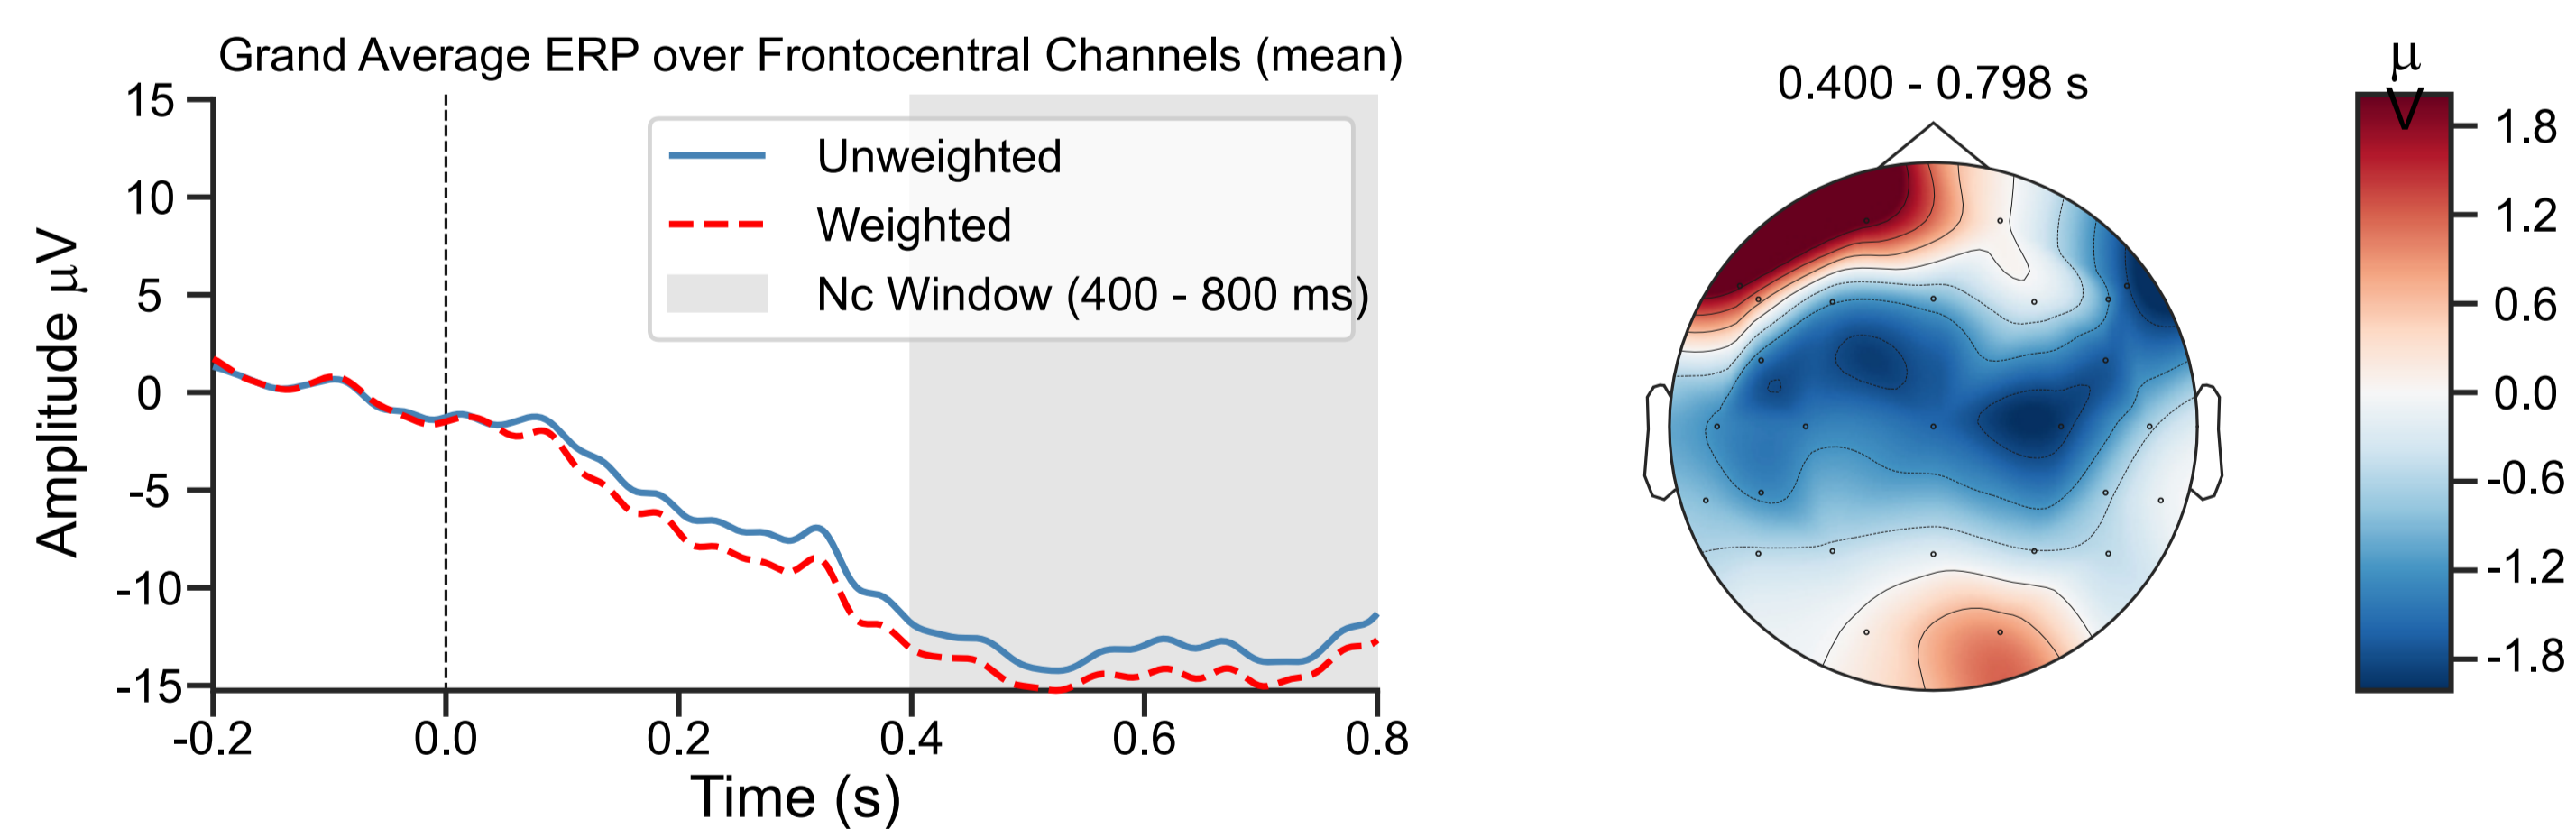 Grand Average ERP over Frontocentral Channels (mean)
15
10
5
0
-5
-10
-15
Amplitude μV
Unweighted
Weighted
Nc Window (400 - 800 ms)
-0.2
0.0
0.2
0.4
0.6
0.8
Time (s)
0.400 - 0.798 s
μ
V
1.8
1.2
0.6
0.0
-0.6
-1.2
-1.8